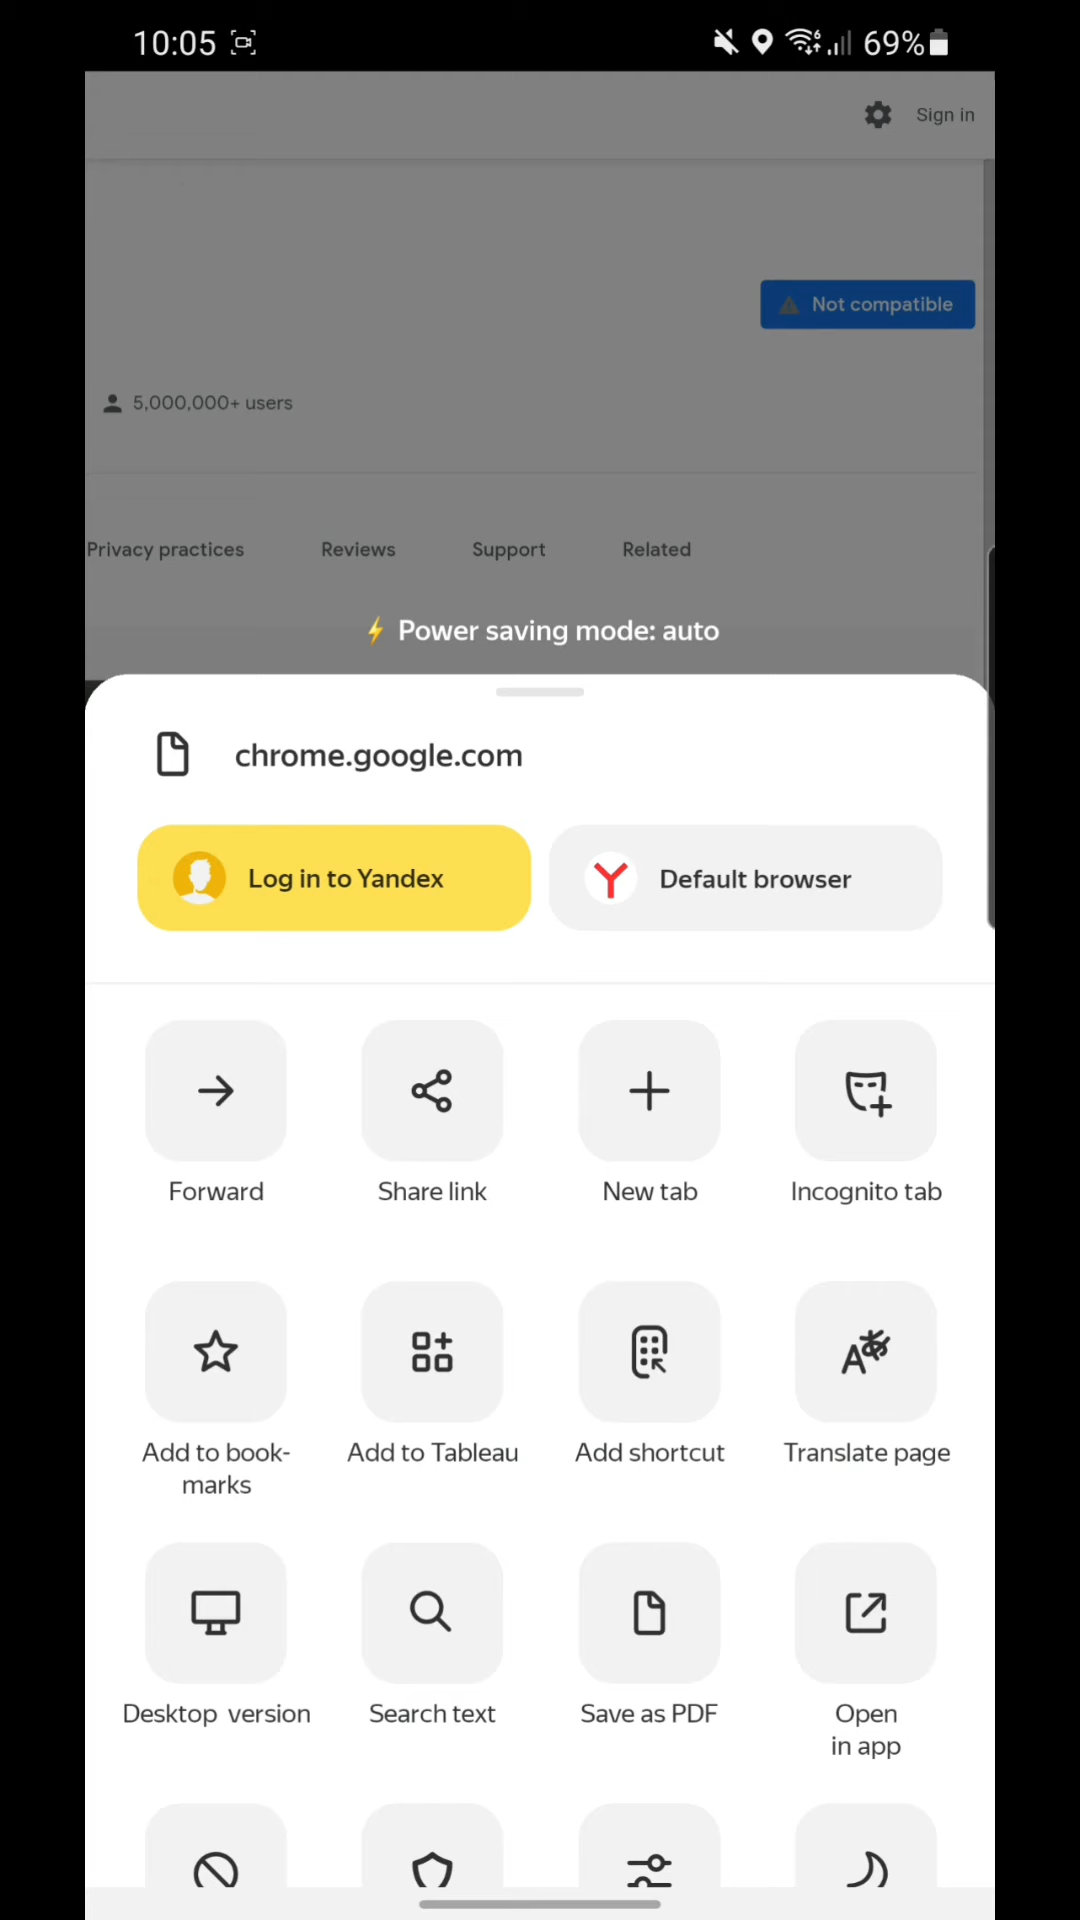 10:05
69%
Sign in
Not compatible
5,000,000+ users
Privacy practices Reviews Support Related
Power saving mode: auto
chrome.google.com
Log in to Yandex
Default browser
Forward Share link New tab Incognito tab
Add to book-
marks
Add to Tableau
Add shortcut
Translate page
Desktop version
Search text
Save as PDF
Open
in app